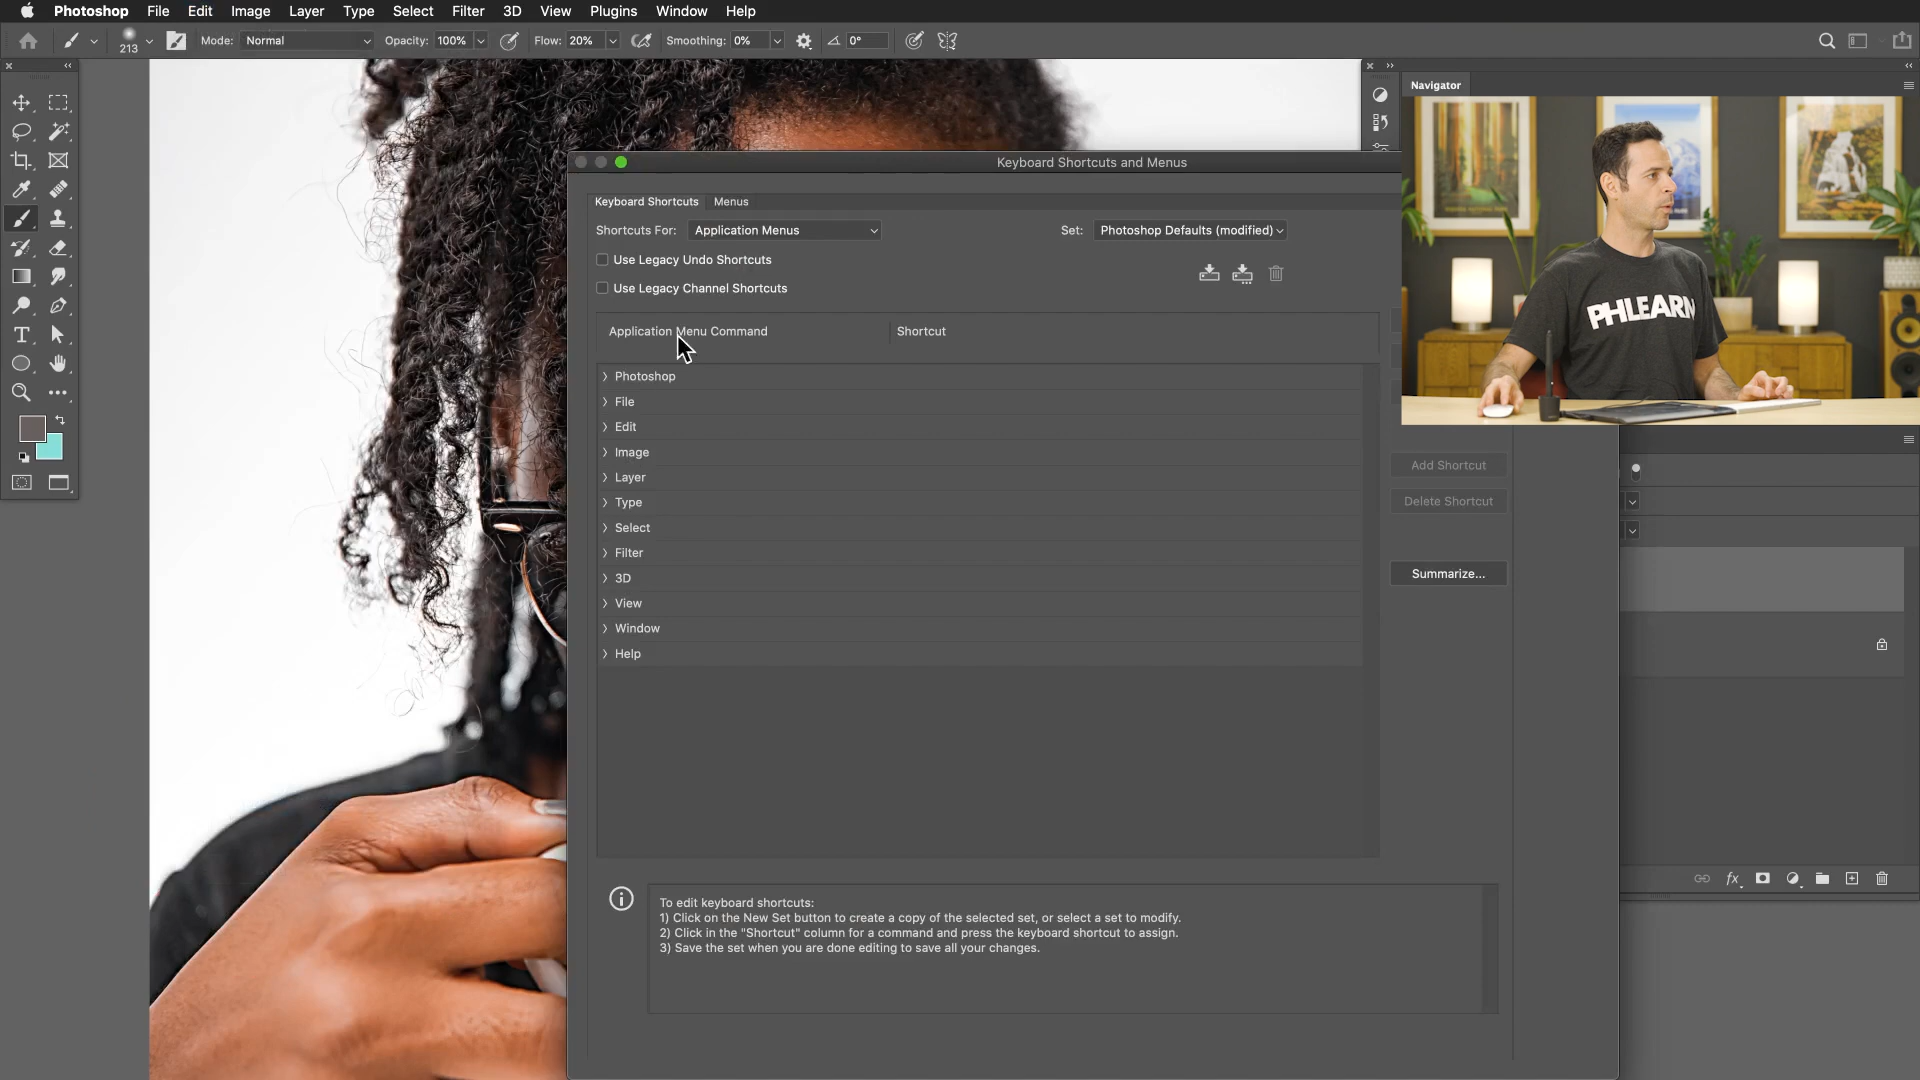 Photoshop File Edit Image Layer Type Select Filter 3D View Plugins Window Help
213 Mode: Normal Opacity: 100% Flow: 20% Smoothing: 0% 0°
Navigator
Keyboard Shortcuts and Menus
Keyboard Shortcuts Menus
Shortcuts For: Application Menus Set: Photoshop Defaults (modified)
Use Legacy Undo Shortcuts
Use Legacy Channel Shortcuts
Application Menu Command Shortcut
PHLEARN
Photoshop
File
Edit
Image
Layer
Type
Select
Filter
3D
View
Window
Help
Add Shortcut
Delete Shortcut
Summarize...
fx
To edit keyboard shortcuts:
1) Click on the New Set button to create a copy of the selected set, or select a set to modify.
2) Click in the "Shortcut" column for a command and press the keyboard shortcut to assign.
3) Save the set when you are done editing to save all your changes.